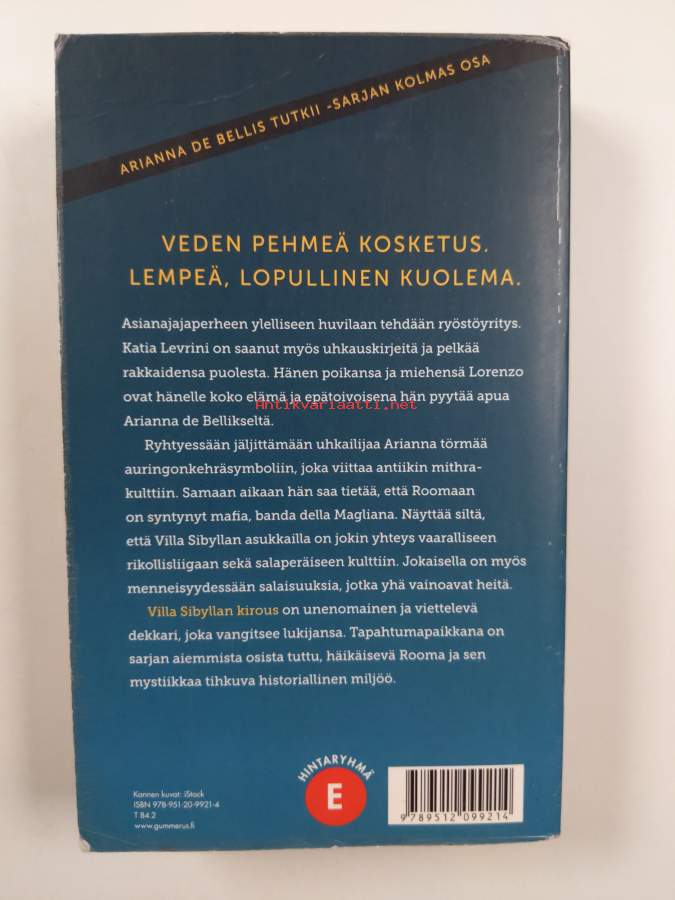 ARIANNA DE BELLIS TUTKII -SARJAN KOLMAS OSA
VEDEN PEHMEÄ KOSKETUS.
LEMPEÄ, LOPULLINEN KUOLEMA.
Asianajajaperheen ylelliseen huvilaan tehdään ryöstöyritys.
Katia Levrini on saanut myös uhkauskirjeitä ja pelkää
rakkaidensa puolesta. Hänen poikansa ja miehensä Lorenzo
ovat hänelle koko elämä ja epätoivoisena hän pyytää apua
Antikvariaatti.net
Arianna de Bellikseltä.
Ryhtyessään jäljittämään uhkailijaa Arianna törmää
auringonkehräsymboliin, joka viittaa antiikin mithra-
kulttiin. Samaan aikaan hän saa tietää, että Roomaan
on syntynyt mafia, banda della Magliana. Näyttää siltä,
että Villa Sibyllan asukkailla on jokin yhteys vaaralliseen
rikollisliigaan sekä salaperäiseen kulttiin. Jokaisella on myös
menneisyydessään salaisuuksia, jotka yhä vainoavat heitä.
Villa Sibyllan kirous on unenomainen ja viettelevä
dekkari, joka vangitsee lukijansa. Tapahtumapaikkana on
sarjan aiemmista osista tuttu, häikäisevä Rooma ja sen
mystiikkaa tihkuva historiallinen miljöö.
Kannen kuvat: iStock
ISBN 978-951-20-9921-4
T 84.2
www.gummerus.fi
HINTARYHMÄ
E
9789512099214